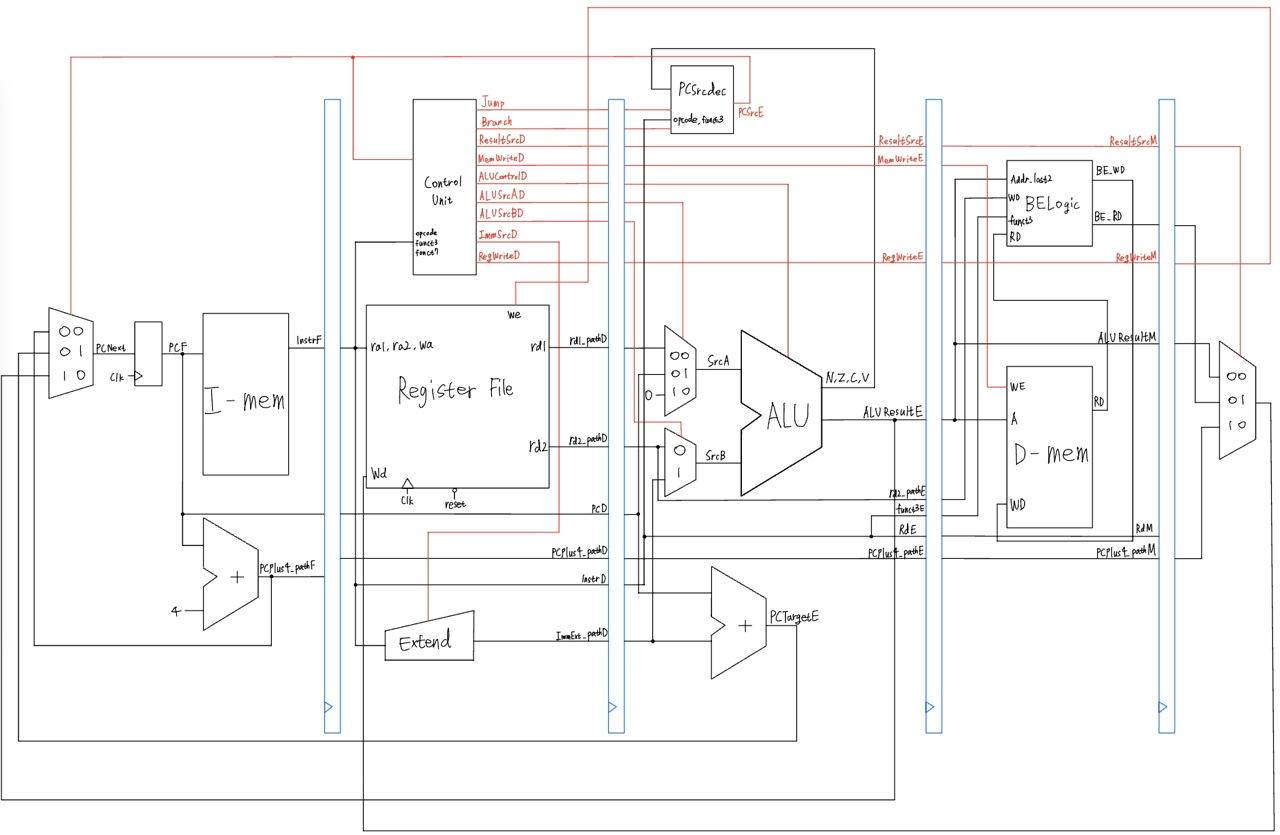 PCSrcdec
opcode, funct3
PCSrcE
Jump
Branch
ResultSrcD
MemWriteD
ALUControlD
ALUSrcAD
ALUSrcBD
ImmSrcD
RegWriteD
Control
Unit
opcode
funct3
funct7
ResultSrcE
MemWriteE
RegWriteE
ResultSrcM
RegWriteM
Addr_last2
WD
funct3
RD
BELogic
BE_WD
BE_RD
00
01
10
PCNext
Clk
PCF
I-mem
InstrF
we
ra1, ra2, wa
rd1
Register File
rd2
Wd
Clk
reset
rd1_pathD
rd2_pathD
00
01
10
0
SrcA
0
1
SrcB
ALU
N,Z,C,V
ALUResultE
ALUResultM
WE
A
RD
D-mem
WD
00
01
10
PCD
rd2_pathE
funct3E
RdE
RdM
PCPlus4_pathF
PCPlus4_pathD
PCPlus4_pathE
PCPlus4_pathM
+
4
InstrD
Extend
ImmExt_pathD
+
PCTargetE